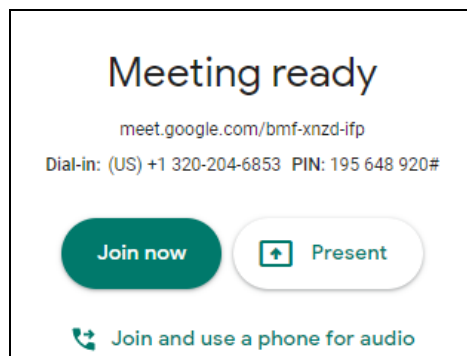 Meeting ready
meet.google.com/bmf-xnzd-ifp
Dial-in: (US) +1 320-204-6853 PIN: 195 648 920#
Join now Present
Join and use a phone for audio